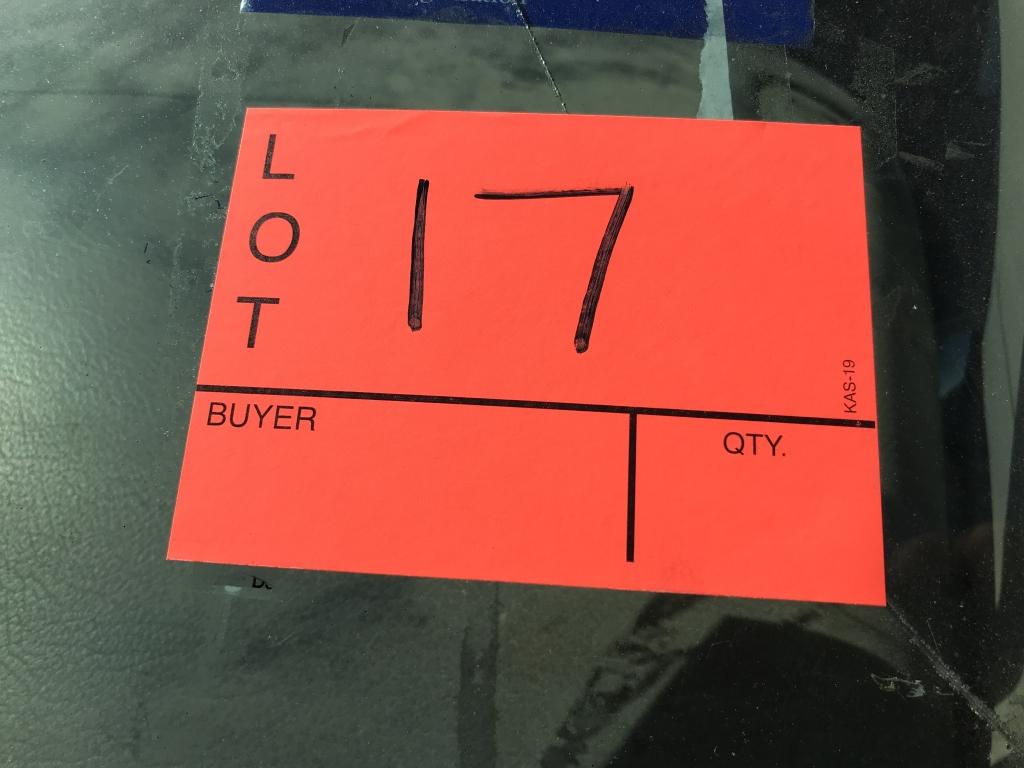 LOT
17
KAS-19
BUYER
QTY.